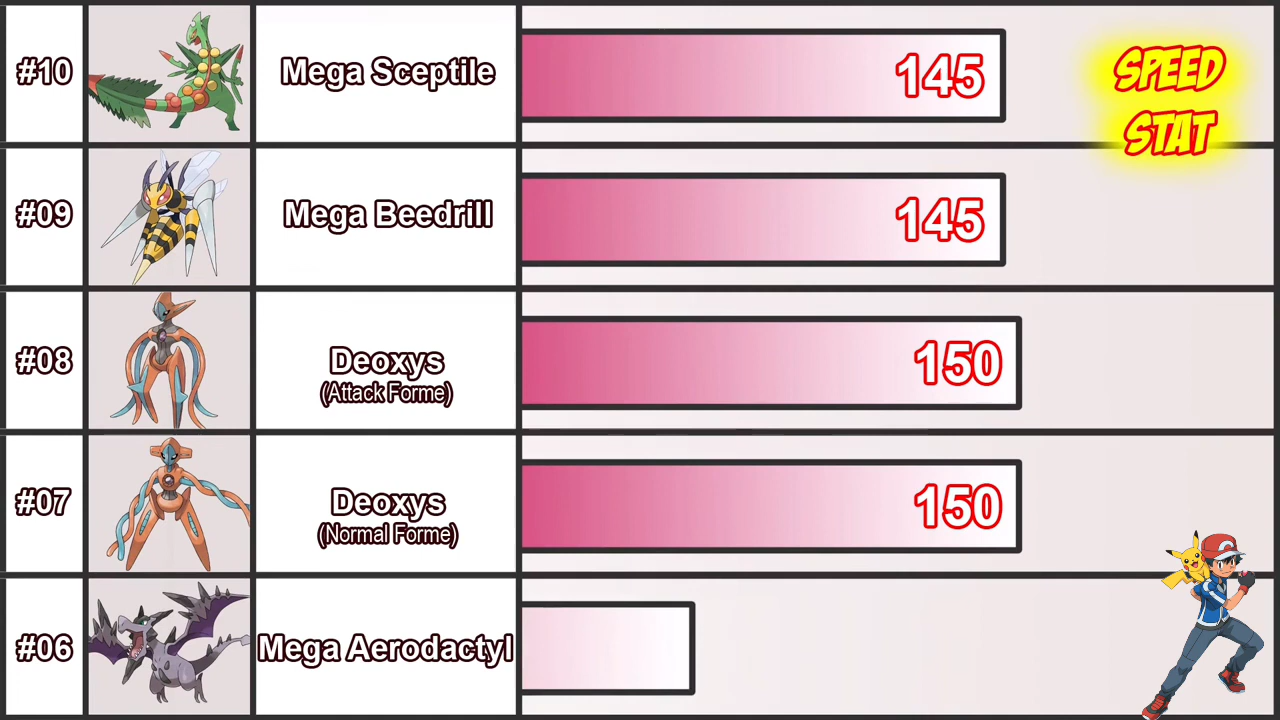 #10
Mega Sceptile
145
SPEED
STAT
#09
Mega Beedrill
145
#08
Deoxys
(Attack Forme)
150
#07
Deoxys
(Normal Forme)
150
#06
Mega Aerodactyl